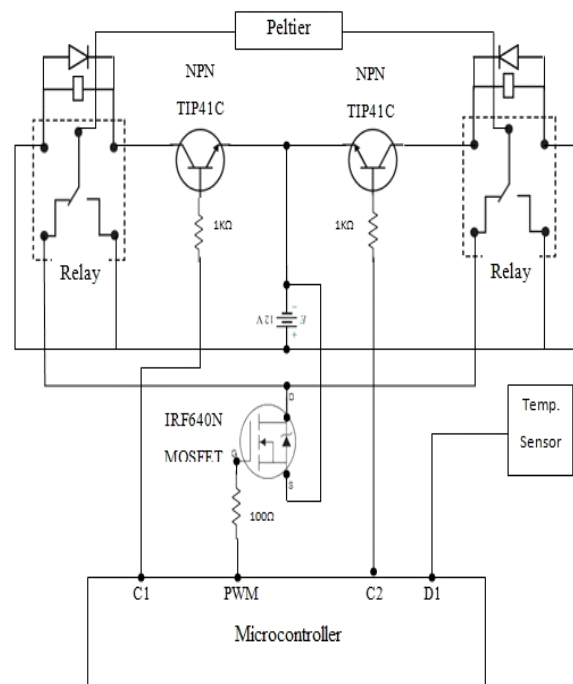 Peltier
NPN
TIP41C
NPN
TIP41C
1KΩ
1KΩ
Relay
Relay
−
E
12 V
+
D
IRF640N
MOSFET
G
S
100Ω
Temp.
Sensor
C1
PWM
C2
D1
Microcontroller